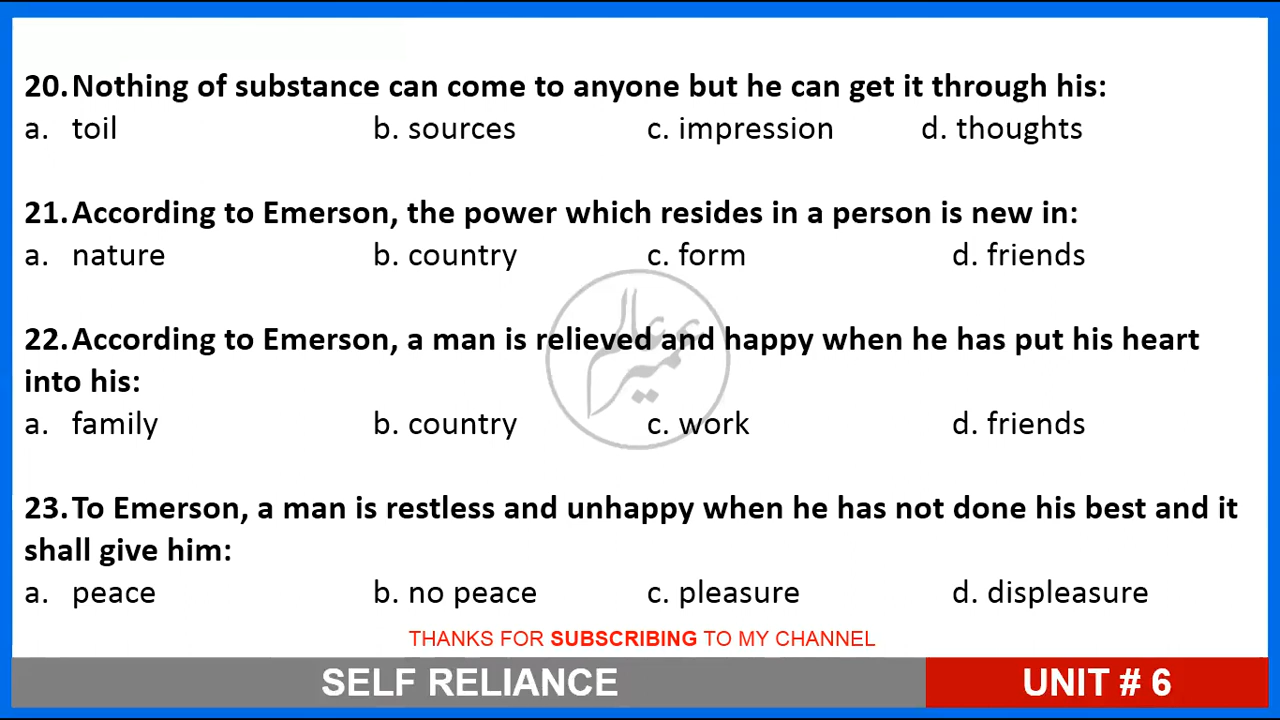 20. Nothing of substance can come to anyone but he can get it through his:
a. toil b. sources c. impression d. thoughts
21. According to Emerson, the power which resides in a person is new in:
a. nature b. country c. form d. friends
22. According to Emerson, a man is relieved and happy when he has put his heart
into his:
a. family b. country c. work d. friends
23. To Emerson, a man is restless and unhappy when he has not done his best and it
shall give him:
a. peace b. no peace c. pleasure d. displeasure
THANKS FOR SUBSCRIBING TO MY CHANNEL
SELF RELIANCE UNIT # 6